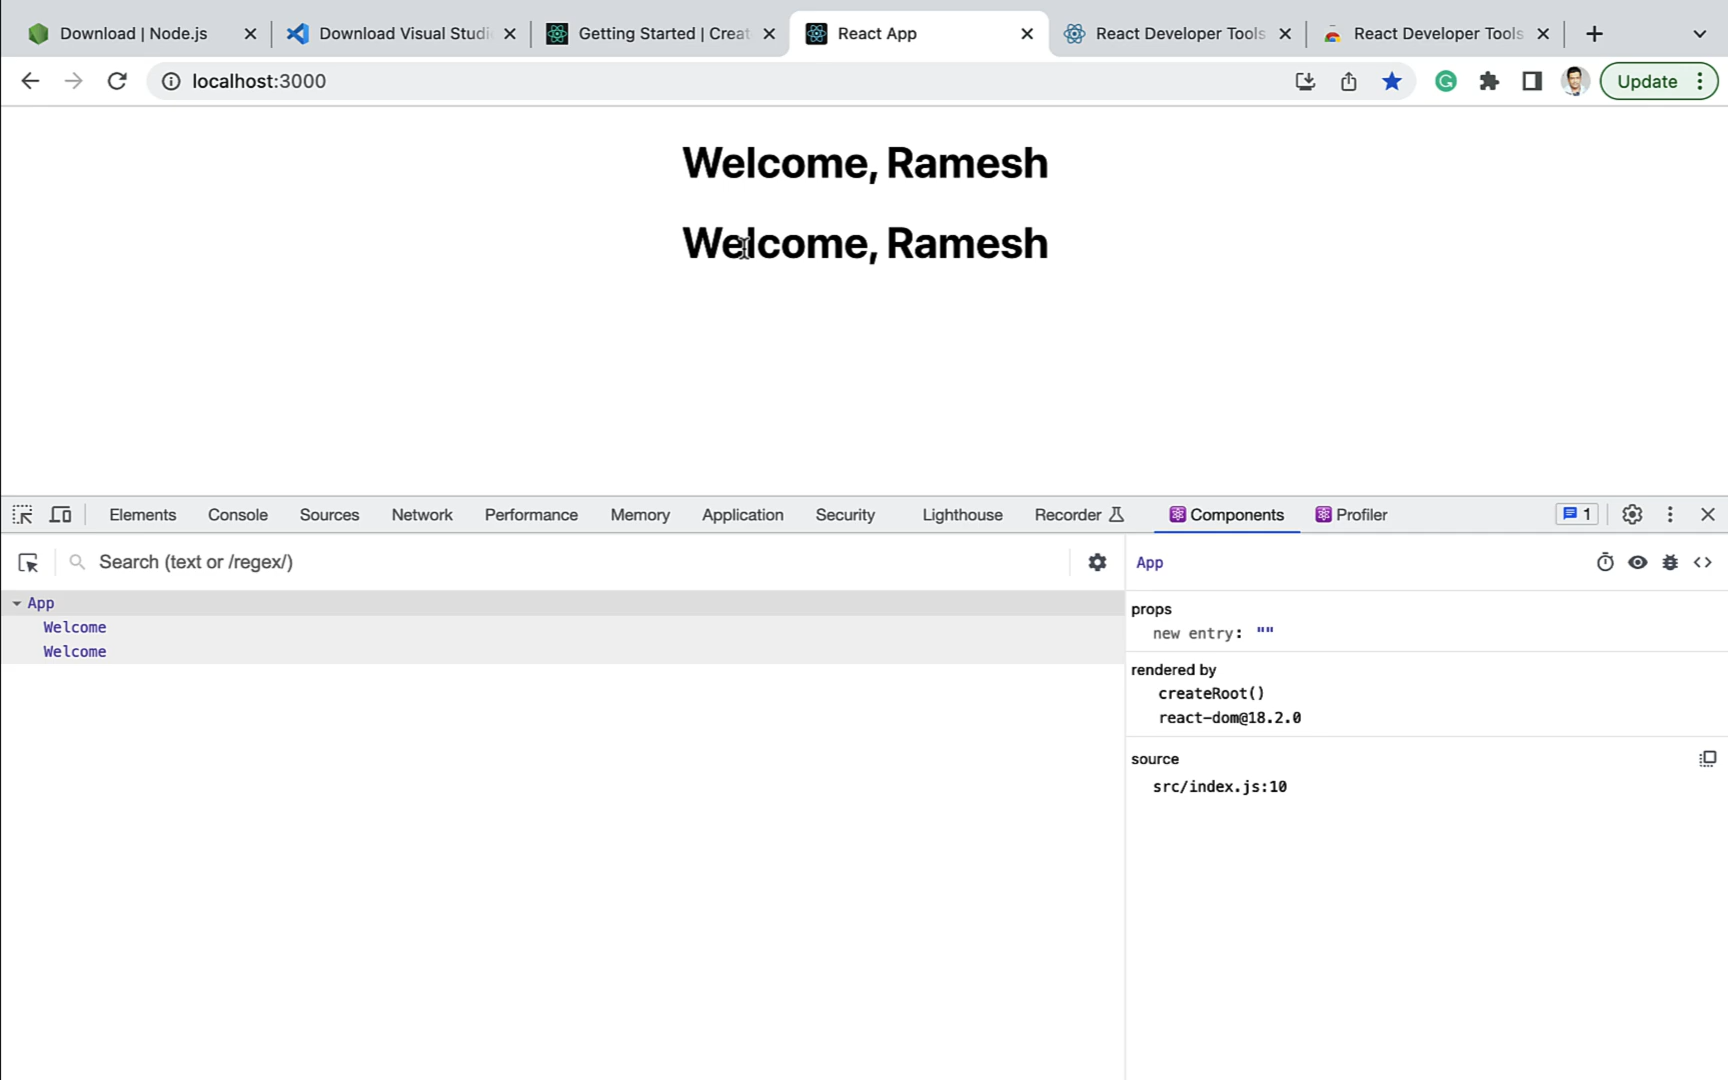 Download | Node.js
Download Visual Studi
Getting Started | Creat
React App
React Developer Tools
React Developer Tools
localhost:3000
Update
Welcome, Ramesh
Welcome, Ramesh
Elements Console Sources Network Performance Memory Application Security Lighthouse Recorder Components Profiler 1
Search (text or /regex/)
App
Welcome
Welcome
App
props
new entry: ""
rendered by
createRoot()
react-dom@18.2.0
source
src/index.js:10